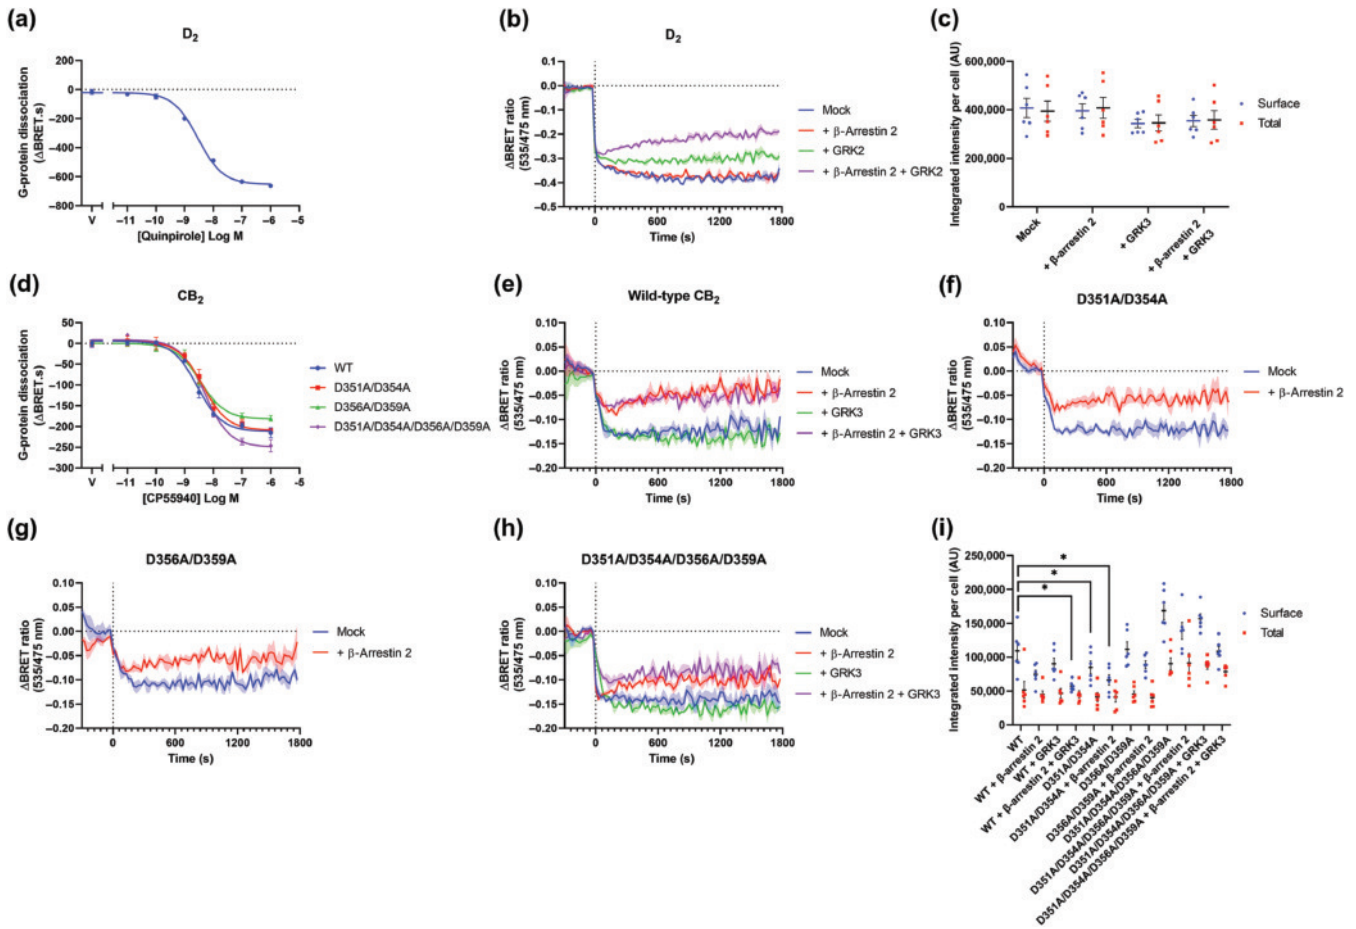 (a)
D2
G-protein dissociation
(ΔBRET.s)
200
0
−200
−400
−600
−800
V
−11
−10
−9
−8
−7
−6
−5
[Quinpirole] Log M
(b)
D2
ΔBRET ratio
(535/475 nm)
0.1
0.0
−0.1
−0.2
−0.3
−0.4
−0.5
0
600
1200
1800
Time (s)
Mock
+ β-Arrestin 2
+ GRK2
+ β-Arrestin 2 + GRK2
(c)
Integrated intensity per cell (AU)
600,000
400,000
200,000
0
Mock
+ β-arrestin 2
+ GRK3
+ β-arrestin 2
+ GRK3
Surface
Total
(d)
CB2
G-protein dissociation
(ΔBRET.s)
50
0
−50
−100
−150
−200
−250
−300
V
−11
−10
−9
−8
−7
−6
−5
[CP55940] Log M
WT
D351A/D354A
D356A/D359A
D351A/D354A/D356A/D359A
(e)
Wild-type CB2
ΔBRET ratio
(535/475 nm)
0.10
0.05
0.00
−0.05
−0.10
−0.15
−0.20
0
600
1200
1800
Time (s)
Mock
+ β-Arrestin 2
+ GRK3
+ β-Arrestin 2 + GRK3
(f)
D351A/D354A
ΔBRET ratio
(535/475 nm)
0.10
0.05
0.00
−0.05
−0.10
−0.15
−0.20
0
600
1200
1800
Time (s)
Mock
+ β-Arrestin 2
(g)
D356A/D359A
ΔBRET ratio
(535/475 nm)
0.10
0.05
0.00
−0.05
−0.10
−0.15
−0.20
0
600
1200
1800
Time (s)
Mock
+ β-Arrestin 2
(h)
D351A/D354A/D356A/D359A
ΔBRET ratio
(535/475 nm)
0.10
0.05
0.00
−0.05
−0.10
−0.15
−0.20
0
600
1200
1800
Time (s)
Mock
+ β-Arrestin 2
+ GRK3
+ β-Arrestin 2 + GRK3
(i)
Integrated intensity per cell (AU)
250,000
200,000
150,000
100,000
50,000
0
*
*
*
WT
WT + β-arrestin 2
WT + GRK3
WT + β-arrestin 2 + GRK3
D351A/D354A
D351A/D354A + β-arrestin 2
D356A/D359A
D356A/D359A + β-arrestin 2
D351A/D354A/D356A/D359A
D351A/D354A/D356A/D359A + β-arrestin 2
D351A/D354A/D356A/D359A + GRK3
D351A/D354A/D356A/D359A + β-arrestin 2 + GRK3
Surface
Total